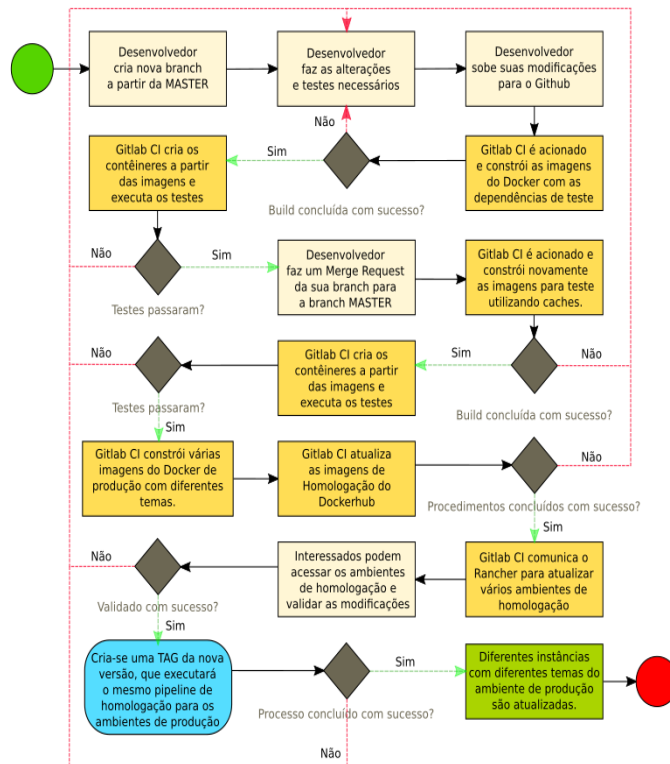 Desenvolvedor
cria nova branch
a partir da MASTER
Desenvolvedor
faz as alterações
e testes necessários
Desenvolvedor
sobe suas modificações
para o Github
Não
Gitlab CI cria os
contêineres a partir
das imagens e
executa os testes
Sim
Gitlab CI é acionado
e constrói as imagens
do Docker com as
dependências de teste
Build concluída com sucesso?
Não
Sim
Testes passaram?
Desenvolvedor
faz um Merge Request
da sua branch para
a branch MASTER
Gitlab CI é acionado e
constrói novamente
as imagens para teste
utilizando caches.
Não
Testes passaram?
Sim
Gitlab CI cria os
contêineres a partir
das imagens e
executa os testes
Sim
Não
Build concluída com sucesso?
Gitlab CI constrói várias
imagens do Docker de
produção com diferentes
temas.
Gitlab CI atualiza
as imagens de
Homologação do
Dockerhub
Não
Procedimentos concluídos com sucesso?
Sim
Não
Validado com sucesso?
Sim
Interessados podem
acessar os ambientes
de homologação e
validar as modificações
Gitlab CI comunica o
Rancher para atualizar
vários ambientes de
homologação
Cria-se uma TAG da nova
versão, que executará
o mesmo pipeline de
homologação para os
ambientes de produção
Sim
Processo concluído com sucesso?
Não
Diferentes instâncias
com diferentes temas do
ambiente de produção
são atualizadas.